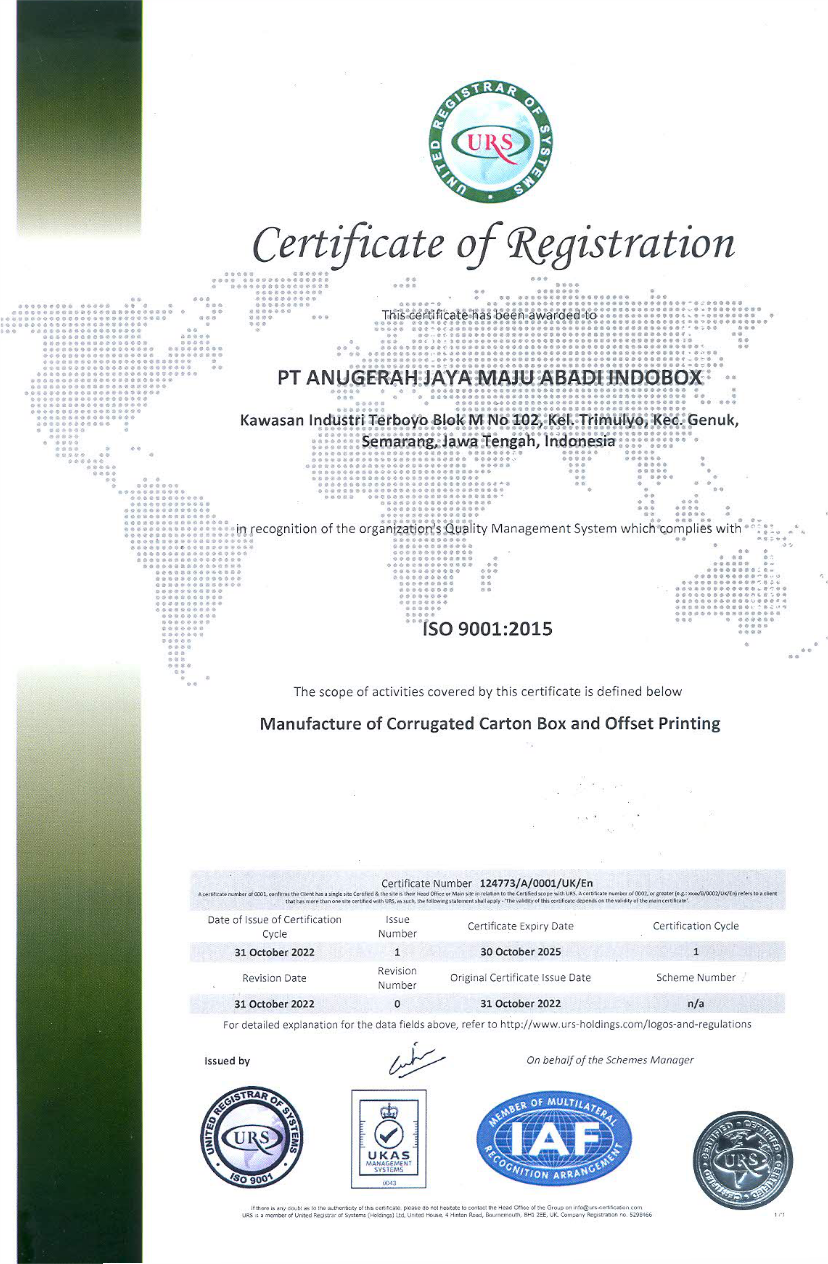 UNITED REGISTRAR OF SYSTEMS
URS
Certificate of Registration
This certificate has been awarded to
PT ANUGERAH JAYA MAJU ABADI INDOBOX
Kawasan Industri Terboyo Blok M No 102, Kel. Trimulyo, Kec. Genuk,
Semarang, Jawa Tengah, Indonesia
in recognition of the organization's Quality Management System which complies with
ISO 9001:2015
The scope of activities covered by this certificate is defined below
Manufacture of Corrugated Carton Box and Offset Printing
Certificate Number 124773/A/0001/UK/En
A certificate number of 0001, confirms the Client has a single site Certified & the site is their Head Office or Main site in relation to the Certified scope with URS. A certificate number of 0002, or greater (e.g.: xxxx/B/0002/UK/En) refers to a client
that has more than one site certified with URS, as such, the following statement shall apply - 'The validity of this certificate depends on the validity of the main certificate'.
Date of Issue of Certification Cycle
Issue Number
Certificate Expiry Date
Certification Cycle
31 October 2022 1 30 October 2025 1
Revision Date
Revision Number
Original Certificate Issue Date
Scheme Number
31 October 2022 0 31 October 2022 n/a
For detailed explanation for the data fields above, refer to http://www.urs-holdings.com/logos-and-regulations
Issued by
On behalf of the Schemes Manager
UNITED REGISTRAR OF SYSTEMS
URS
ISO 9001
UKAS
MANAGEMENT
SYSTEMS
0043
MEMBER OF MULTILATERAL
IAF
RECOGNITION ARRANGEMENT
CERTIFIED
URS
If there is any doubt as to the authenticity of this certificate, please do not hesitate to contact the Head Office of the Group on info@urs-certification.com
URS is a member of United Registrar of Systems (Holdings) Ltd, United House, 4 Hinton Road, Bournemouth, BH1 2EE, UK. Company Registration no. 5298466